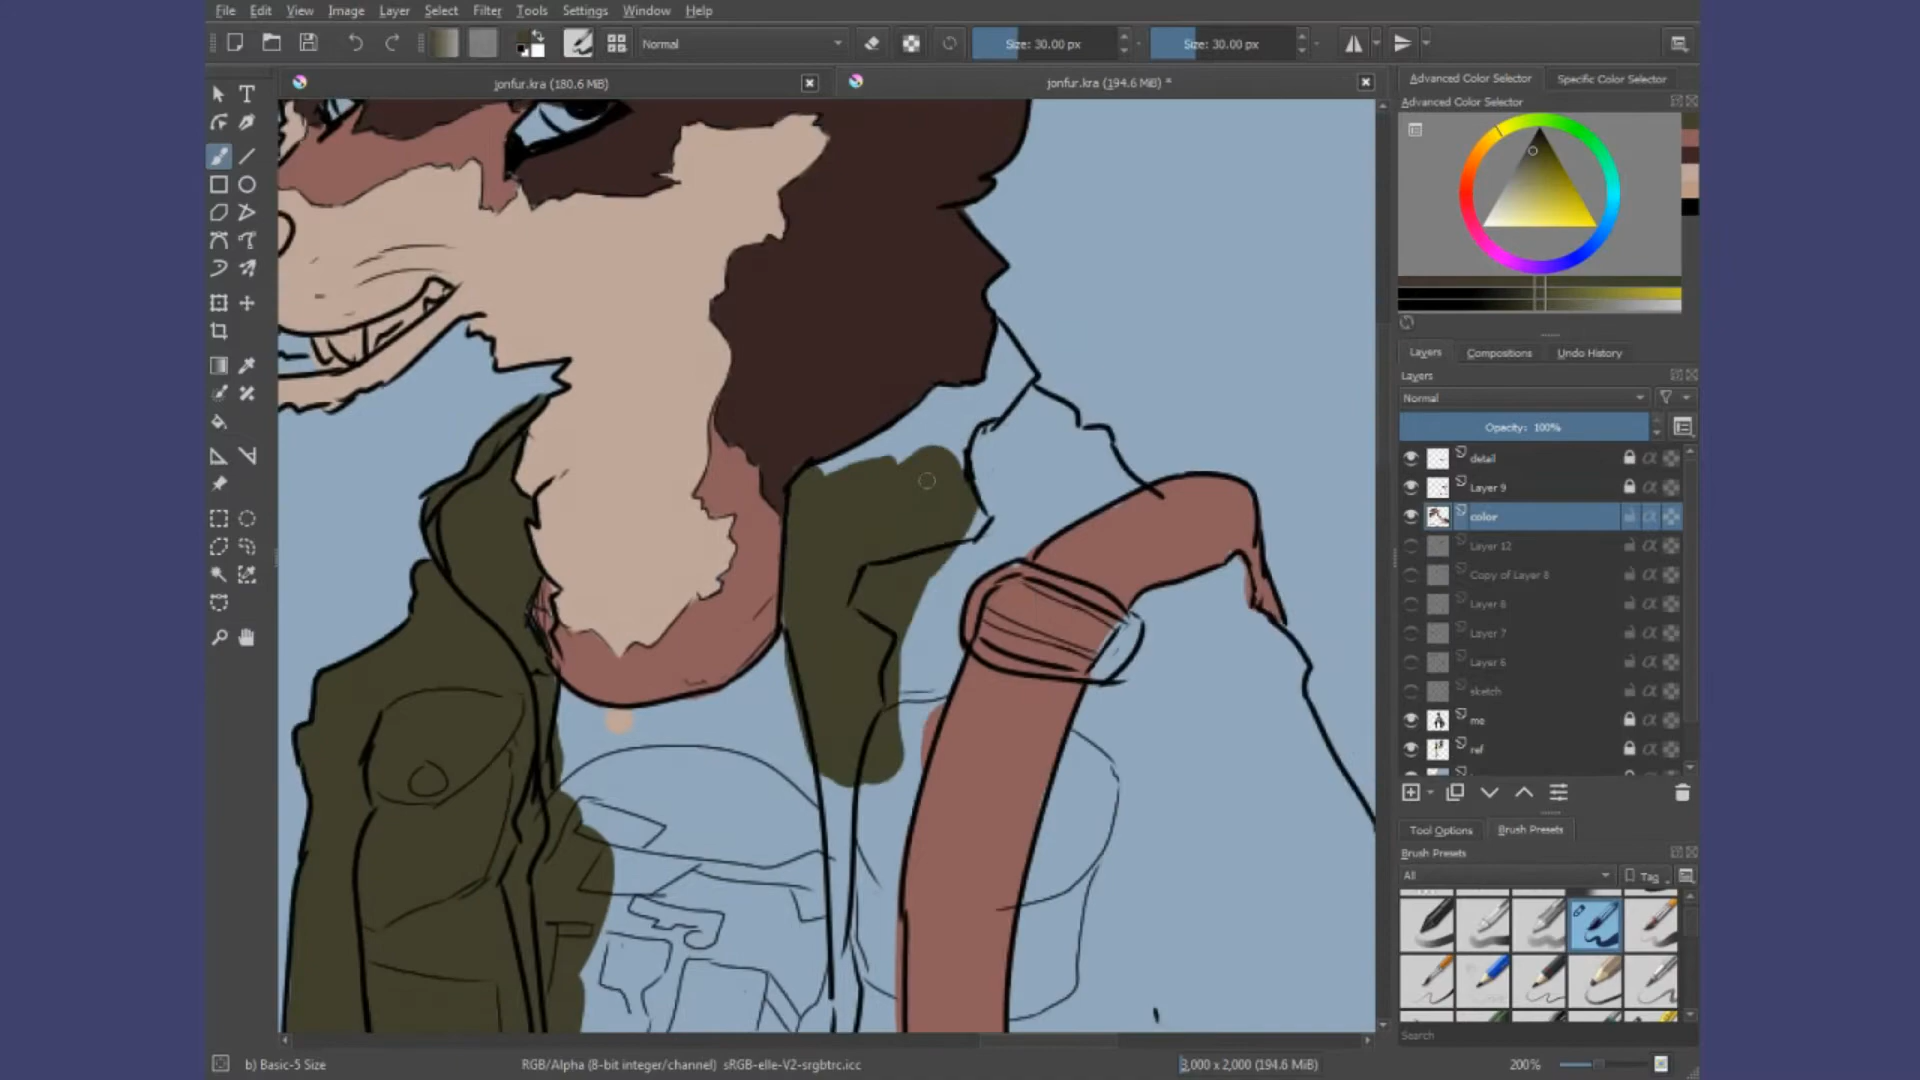 File Edit View Image Layer Select Filter Tools Settings Window Help
Normal
Size: 30.00 px
Size: 30.00 px
jonfur.kra (180.6 MiB)
jonfur.kra (194.6 MiB) *
Advanced Color Selector
Specific Color Selector
Advanced Color Selector
Layers
Compositions
Undo History
Layers
Normal
Opacity: 100%
detail
Layer 9
color
Layer 12
Copy of Layer 8
Layer 8
Layer 7
Layer 6
sketch
me
ref
Tool Options
Brush Presets
Brush Presets
All
Tag
Search
b) Basic-5 Size
RGB/Alpha (8-bit integer/channel) sRGB-elle-V2-srgbtrc.icc
3,000 x 2,000 (194.6 MiB)
200%